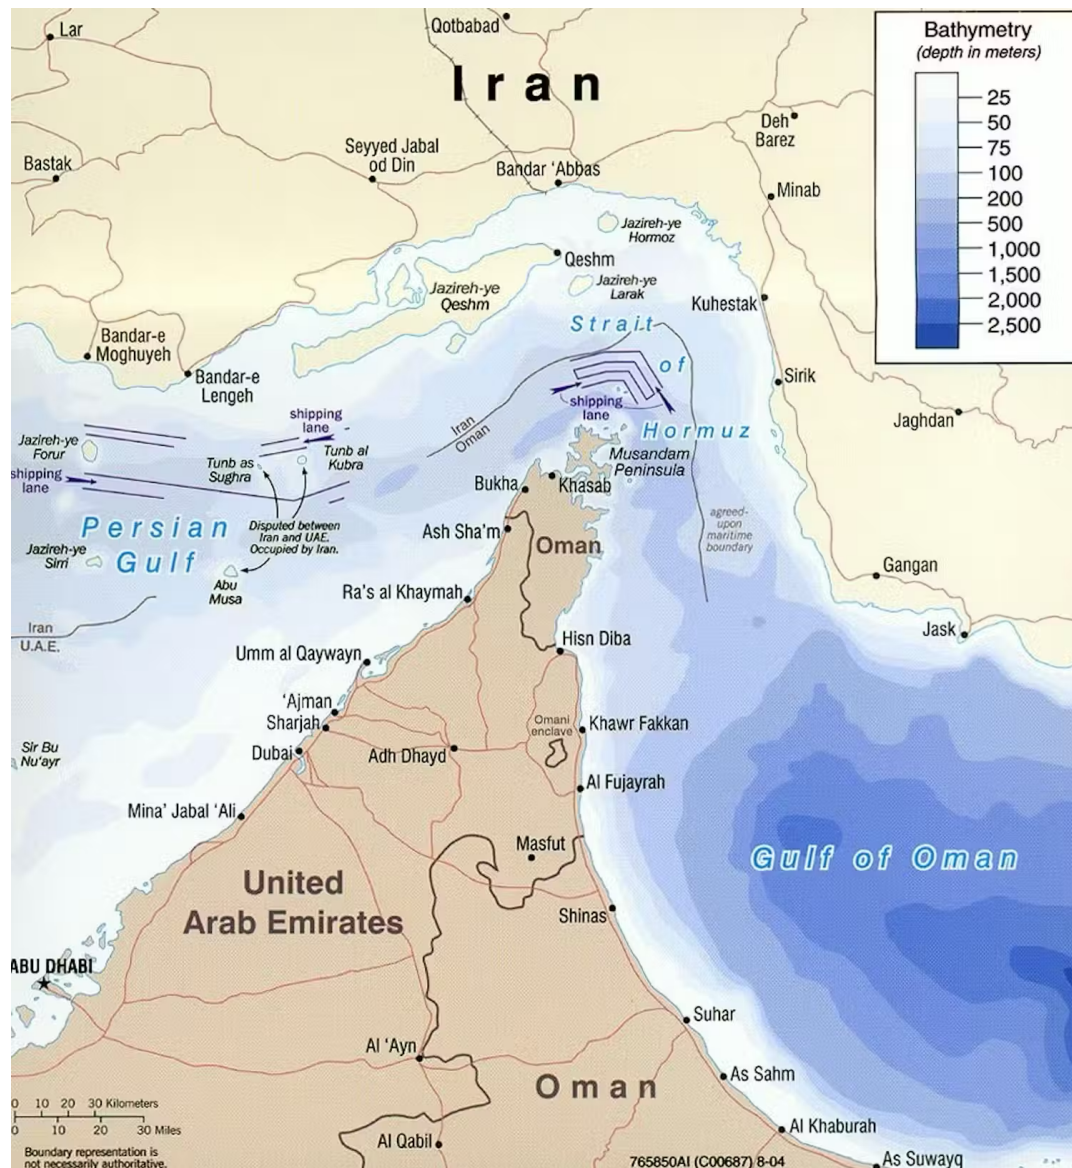 Lar
Qotbabad
Iran
Bathymetry
(depth in meters)
25
50
75
100
200
500
1,000
1,500
2,000
2,500
Deh
Barez
Bastak
Seyyed Jabal
od Din
Bandar ‘Abbas
Minab
Jazireh-ye
Hormoz
Qeshm
Jazireh-ye
Qeshm
Jazireh-ye
Larak
Kuhestak
Strait
of
Hormuz
Bandar-e
Moghuyeh
Bandar-e
Lengeh
Sirik
Jaghdan
shipping
lane
Iran
Oman
shipping
lane
Jazireh-ye
Forur
shipping
lane
Tunb as
Sughra
Tunb al
Kubra
Musandam
Peninsula
Bukha
Khasab
Persian
Gulf
Disputed between
Iran and UAE.
Occupied by Iran.
Ash Sha’m
Oman
agreed-
upon
maritime
boundary
Jazireh-ye
Sirri
Abu
Musa
Gangan
Ra’s al Khaymah
Iran
U.A.E.
Jask
Hisn Diba
Umm al Qaywayn
‘Ajman
Sharjah
Dubai
Omani
enclave
Khawr Fakkan
Sir Bu
Nu‘ayr
Adh Dhayd
Al Fujayrah
Mina’ Jabal ‘Ali
Masfut
Gulf of Oman
United
Arab Emirates
Shinas
ABU DHABI
Suhar
Al ‘Ayn
As Sahm
Oman
0 10 20 30 Kilometers
0 10 20 30 Miles
Al Khaburah
Al Qabil
Boundary representation is
not necessarily authoritative.
765850AI (C00687) 8-04
As Suwayq